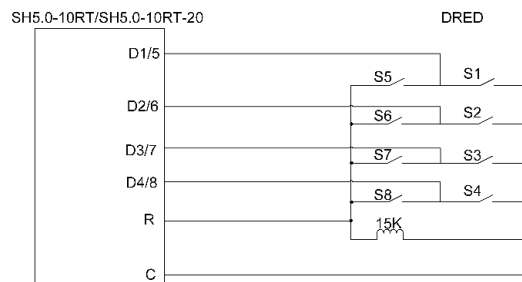 SH5.0-10RT/SH5.0-10RT-20 DRED
D1/5
S5 S1
D2/6
S6 S2
D3/7
S7 S3
D4/8
S8 S4
R
15K
C